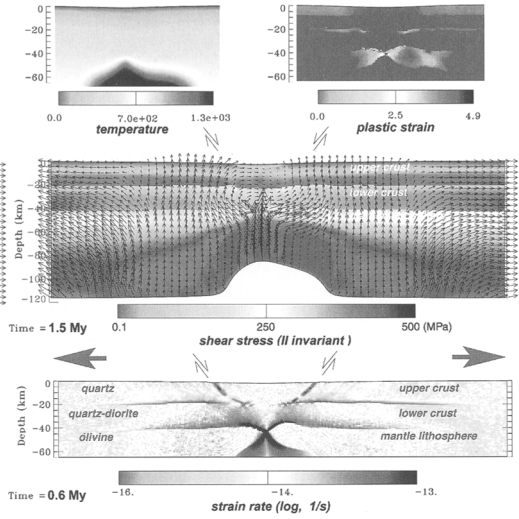 0
-20
-40
-60
0
-20
-40
-60
0.0 7.0e+02 1.3e+03
temperature
0.0 2.5 4.9
plastic strain
Depth (km)
upper crust
-20
lower crust
-40
-60
-80
-100
-120
Time = 1.5 My
0.1 250 500 (MPa)
shear stress (II invariant )
Depth (km)
0
-20
-40
-60
quartz upper crust
quartz-diorite lower crust
olivine mantle lithosphere
Time = 0.6 My
-16. -14. -13.
strain rate (log, 1/s)